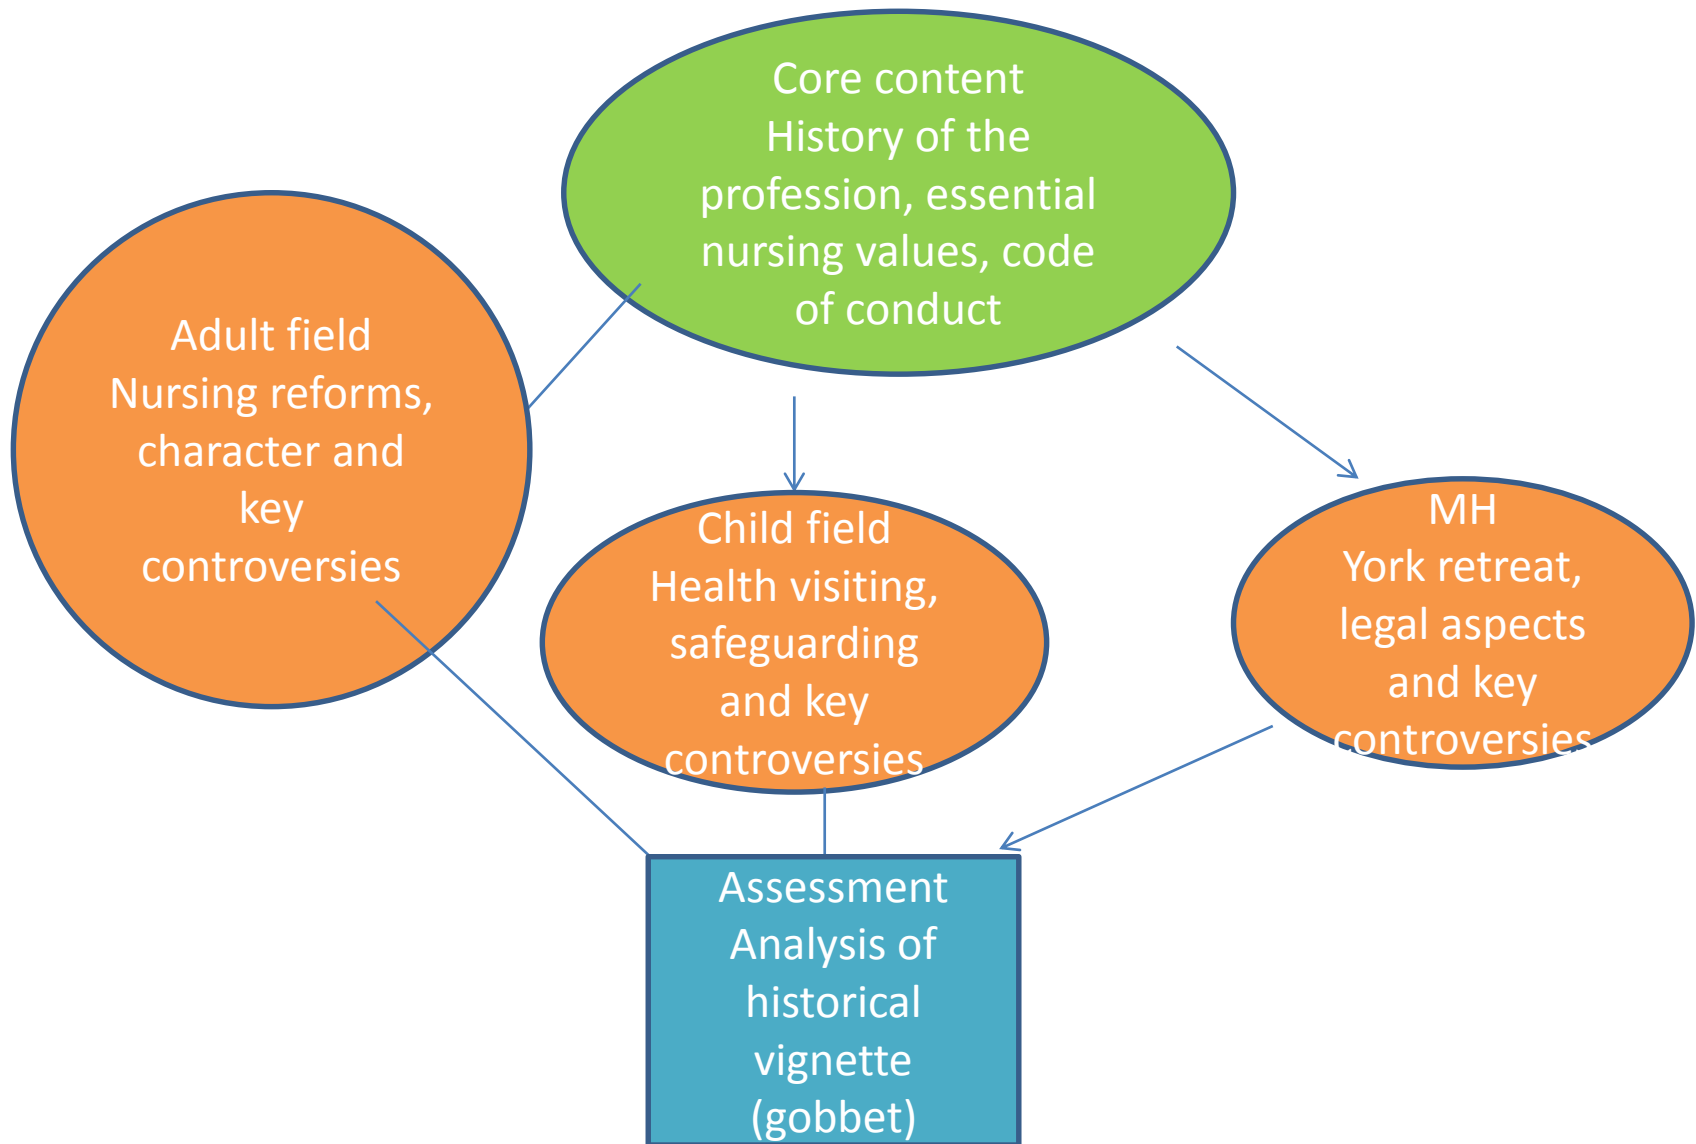 Core content
History of the
profession, essential
nursing values, code
of conduct
Adult field
Nursing reforms,
character and
key
controversies
Child field
Health visiting,
safeguarding
and key
controversies
MH
York retreat,
legal aspects
and key
controversies
Assessment
Analysis of
historical
vignette
(gobbet)